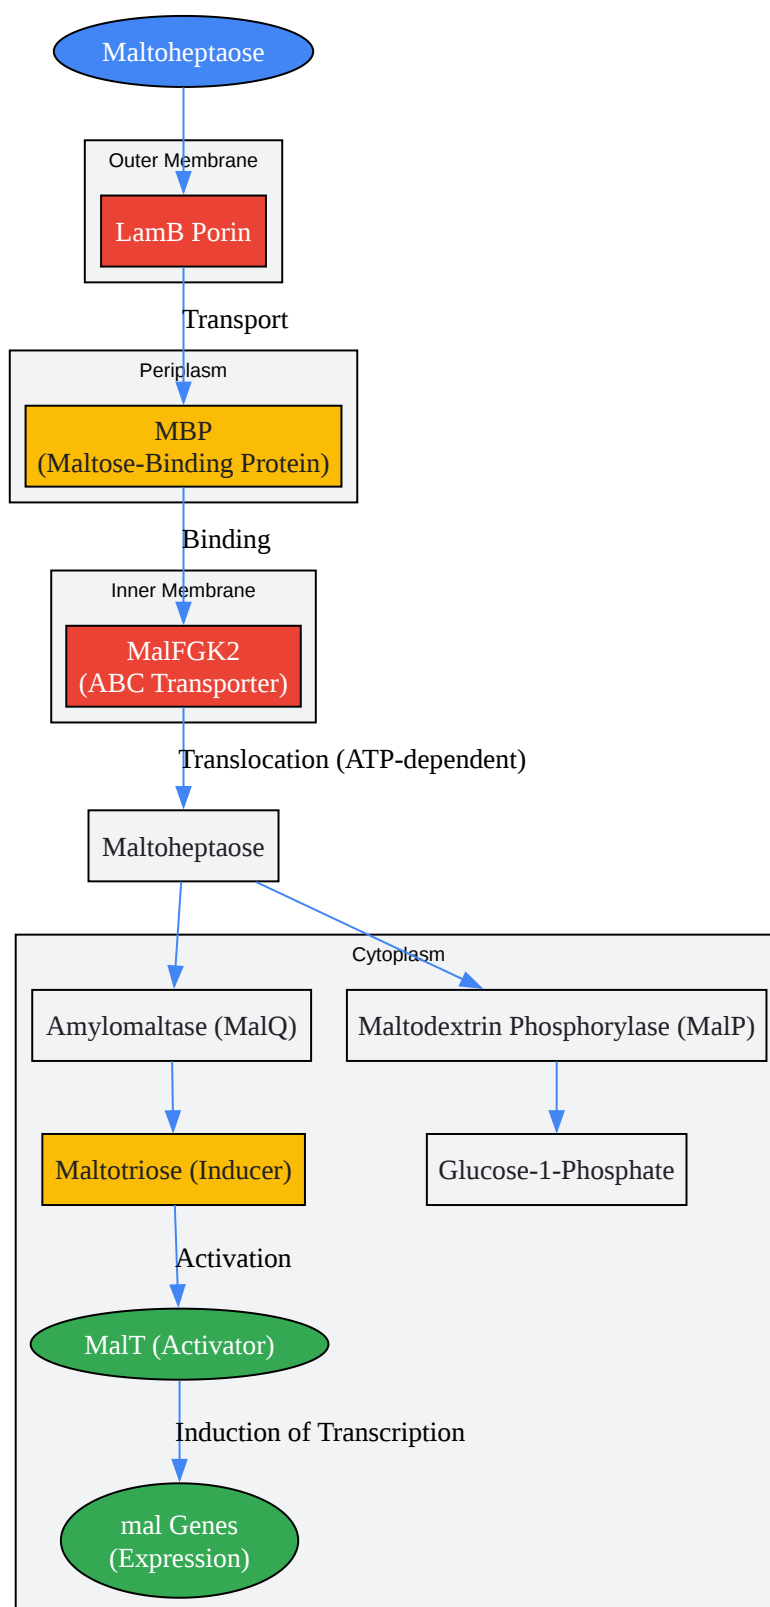 Maltoheptaose
Outer Membrane
LamB Porin
Transport
Periplasm
MBP
(Maltose-Binding Protein)
Binding
Inner Membrane
MalFGK2
(ABC Transporter)
Translocation (ATP-dependent)
Maltoheptaose
Cytoplasm
Amylomaltase (MalQ)
Maltodextrin Phosphorylase (MalP)
Maltotriose (Inducer)
Glucose-1-Phosphate
Activation
MalT (Activator)
Induction of Transcription
mal Genes
(Expression)